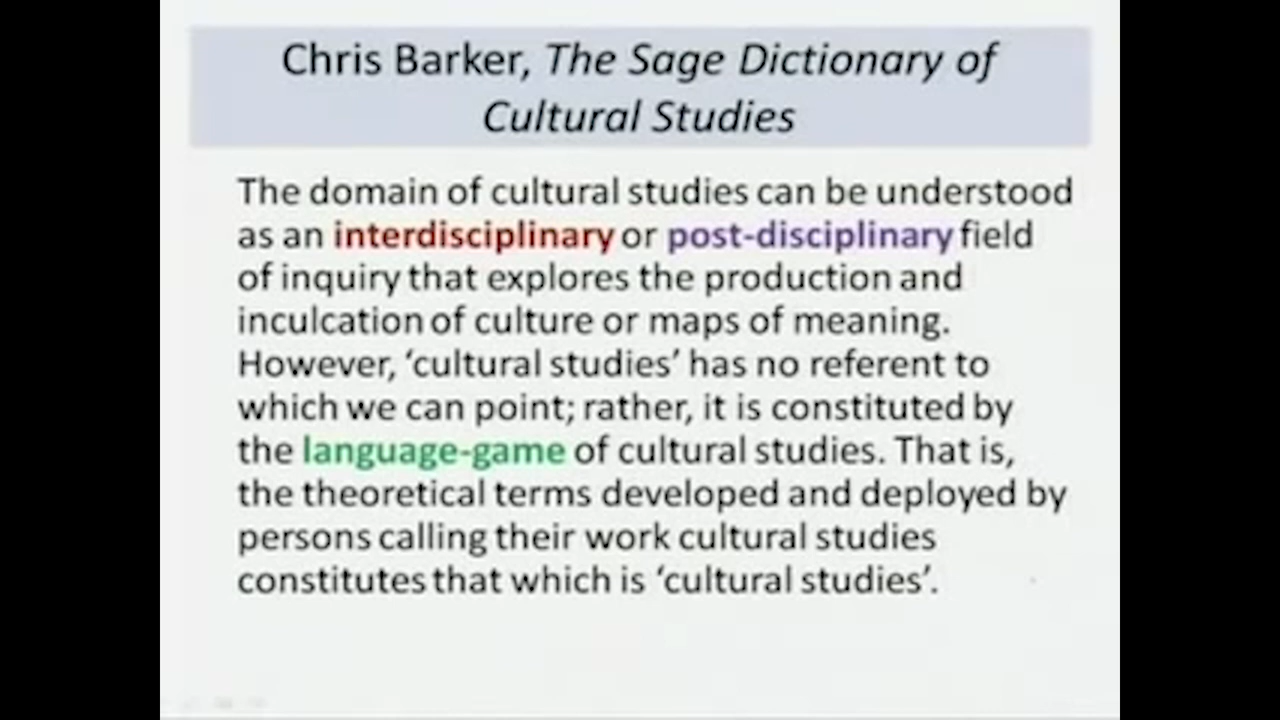 Chris Barker, The Sage Dictionary of
Cultural Studies
The domain of cultural studies can be understood
as an interdisciplinary or post-disciplinary field
of inquiry that explores the production and
inculcation of culture or maps of meaning.
However, ‘cultural studies’ has no referent to
which we can point; rather, it is constituted by
the language-game of cultural studies. That is,
the theoretical terms developed and deployed by
persons calling their work cultural studies
constitutes that which is ‘cultural studies’.